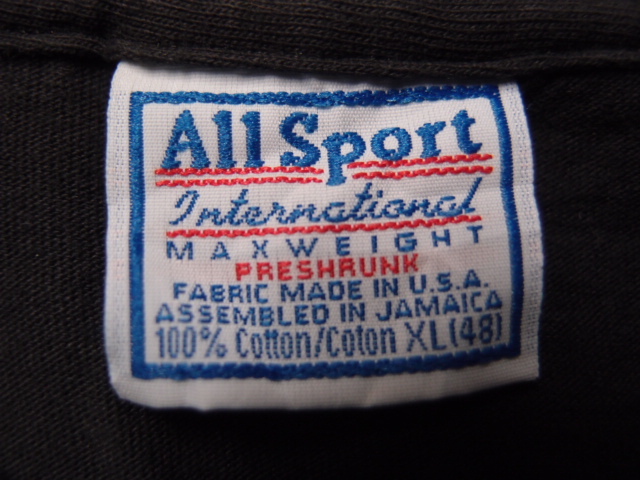 All Sport
International
MAXWEIGHT
PRESHRUNK
FABRIC MADE IN U.S.A.
ASSEMBLED IN JAMAICA
100% Cotton/Coton XL(48)